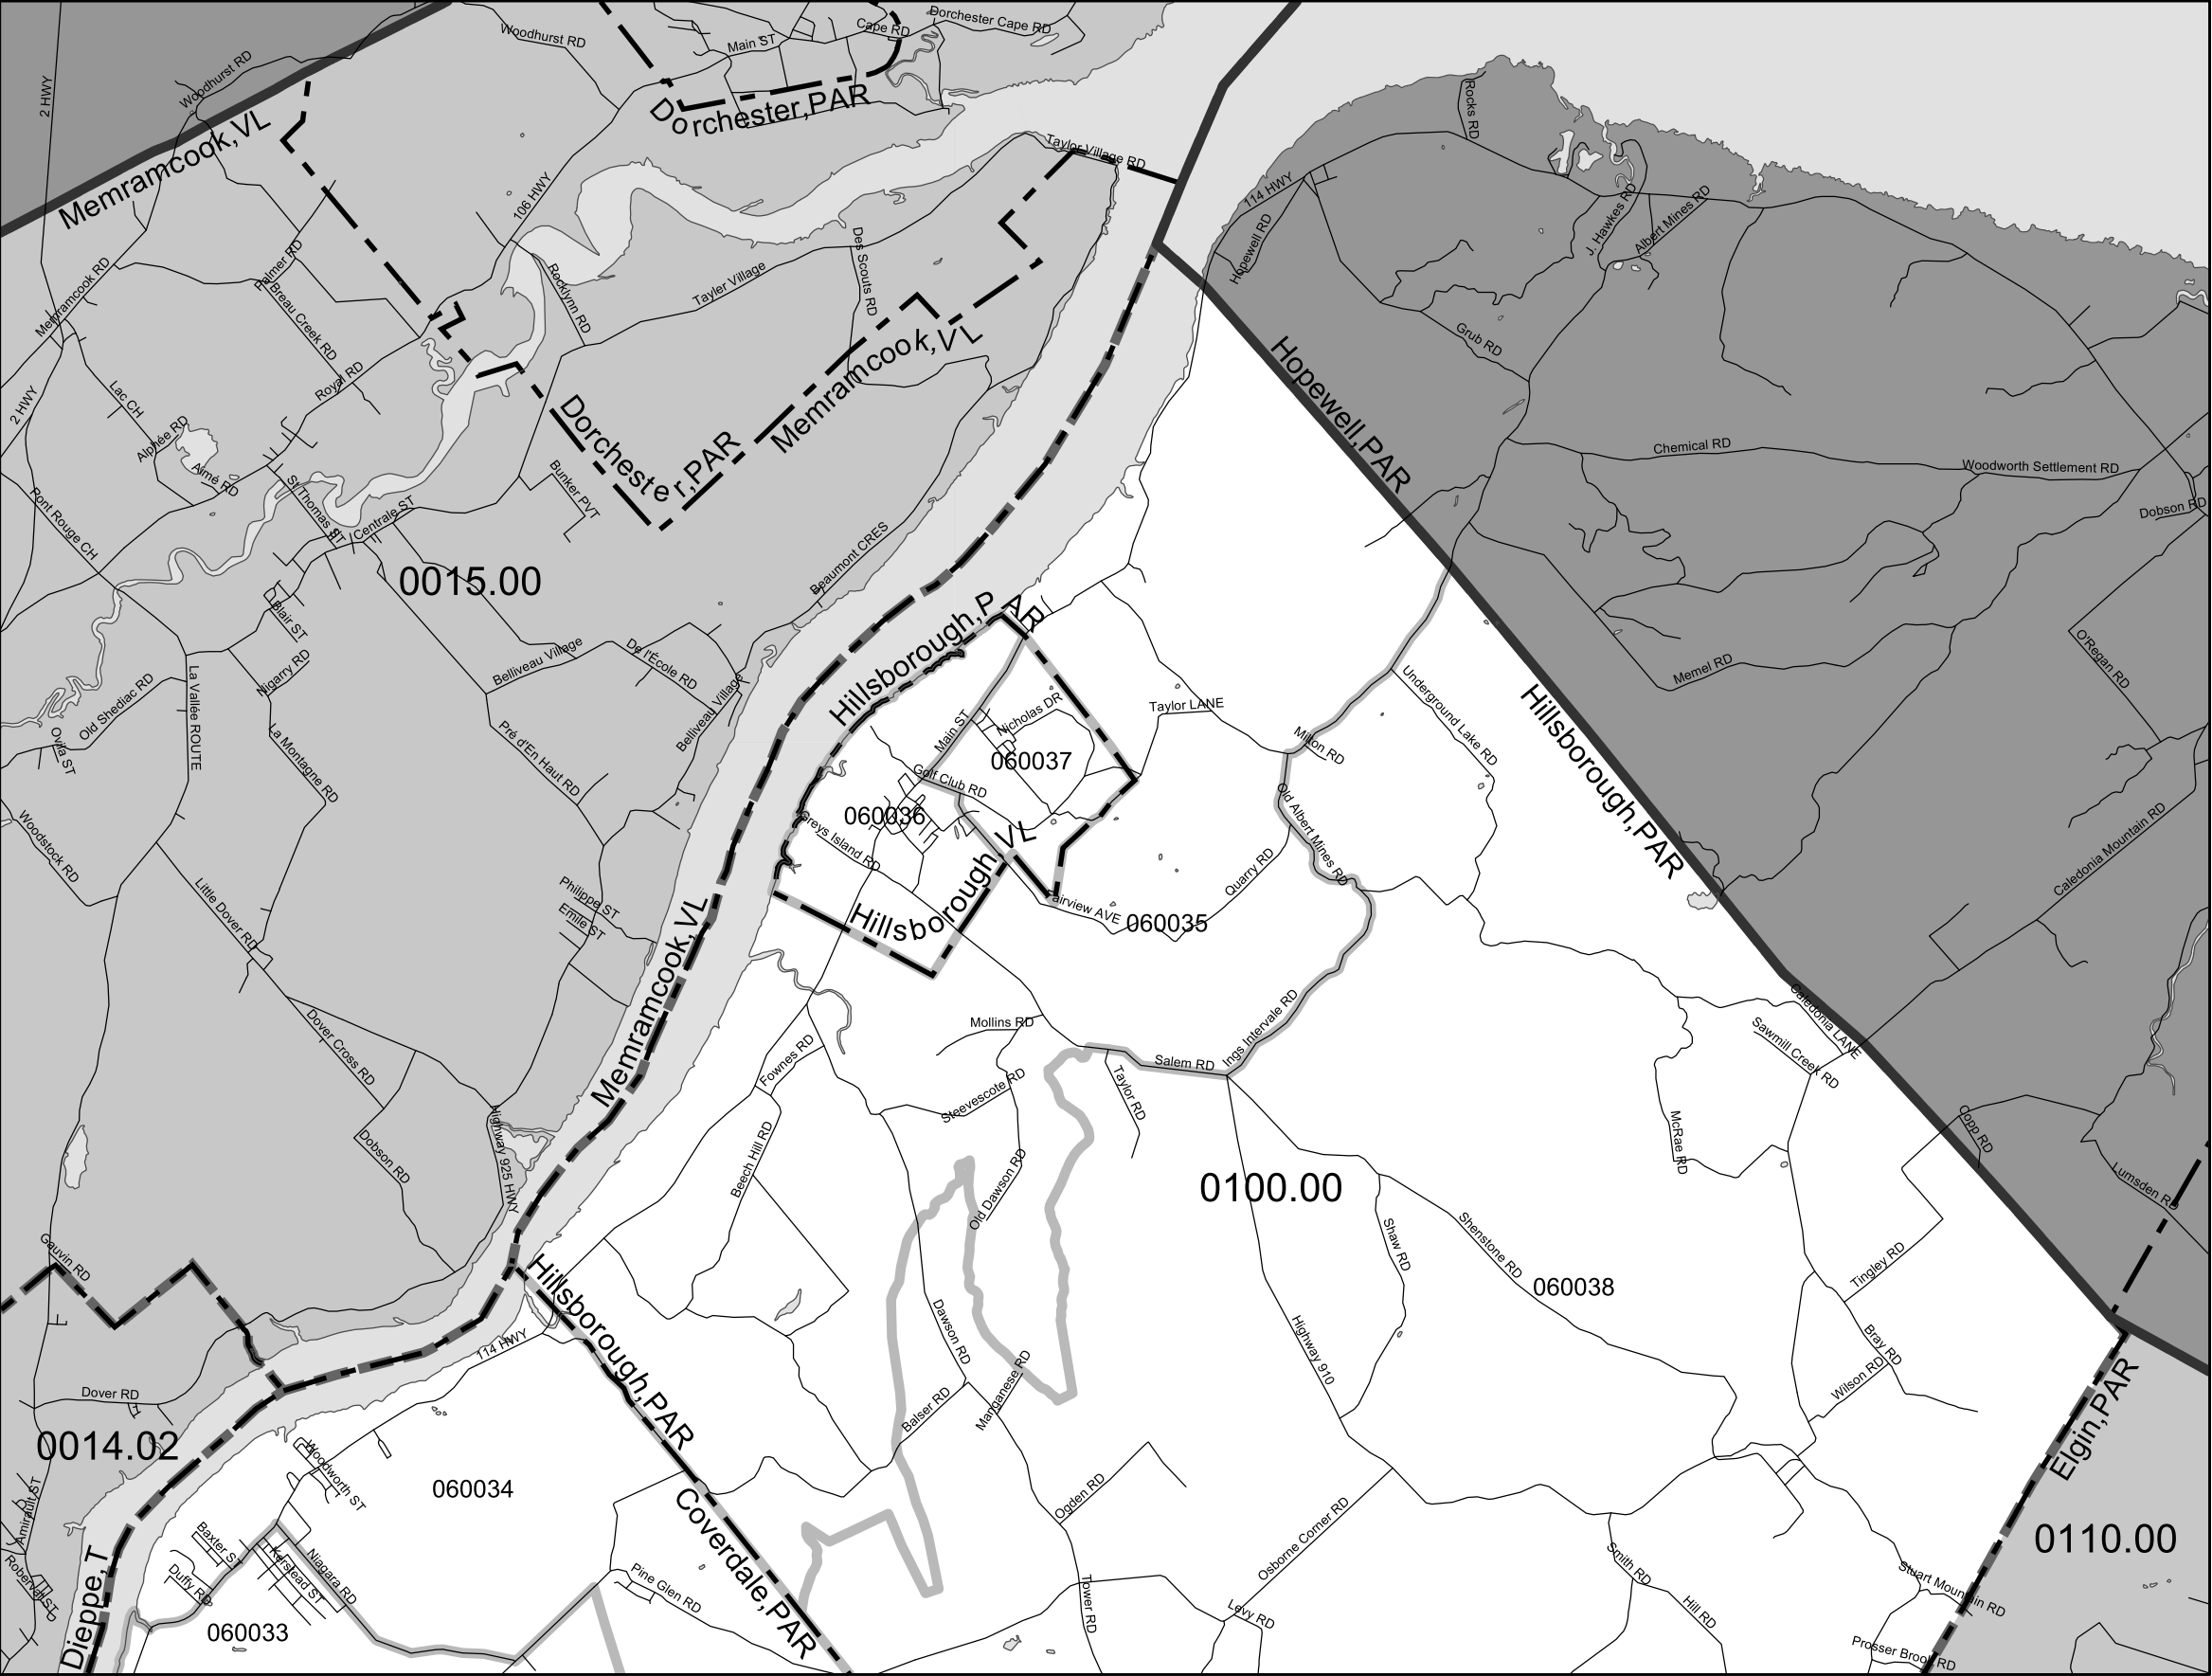 Woodhurst RD
Dorchester Cape RD
Cape RD
Main ST
Woodhurst RD
2 HWY
Dorchester,PAR
Memramcook,VL
Taylor Village RD
Rocks RD
106 HWY
114 HWY
Hopewell RD
J. Hawkes RD
Albert Mines RD
Palmer RD
Memramcook RD
Breau Creek RD
Rocklynn RD
Tayler Village
Des Scouts RD
Memramcook,VL
Grub RD
Hopewell,PAR
Royal RD
Lac CH
2 HWY
Alphée RD
Aimé RD
Dorchester,PAR
Bunker PVT
St Thomas ST
Centrale ST
Pont Rouge CH
Chemical RD
Woodworth Settlement RD
Dobson RD
0015.00
Beaumont CRES
Blair ST
Nigarry RD
Belliveau Village
De l'École RD
Belliveau Village
Hillsborough,PAR
O'Regan RD
Memel RD
Old Shediac RD
La Vallée ROUTE
Ovila ST
La Montagne RD
Pré d'En Haut RD
Main ST
Nicholas DR
060037
Golf Club RD
Taylor LANE
Milton RD
Underground Lake RD
Hillsborough,PAR
060036
Greys Island RD
Old Albert Mines RD
Quarry RD
Woodstock RD
Little Dover RD
Philippe ST
Emile ST
Hillsborough VL
Fairview AVE
060035
Caledonia Mountain RD
Memramcook,VL
Dover Cross RD
Mollins RD
Fownes RD
Steevescote RD
Salem RD
Ings Intervale RD
Taylor RD
Caledonia LANE
Sawmill Creek RD
McRae RD
Copp RD
Lumsden RD
Dobson RD
Highway 925 HWY
Beech Hill RD
Old Dawson RD
0100.00
Shaw RD
Shenstone RD
060038
Tingley RD
Gauvin RD
Hillsborough,PAR
Dawson RD
Highway 910
Bray RD
Wilson RD
Elgin,PAR
114 HWY
Manganese RD
Balser RD
Dover RD
0014.02
Woodworth ST
060034
Coverdale,PAR
Ogden RD
Osborne Corner RD
0110.00
Amirault ST
Roberval ST
Baxter ST
Duffy RD
Kerstead ST
Niagara RD
Pine Glen RD
Tower RD
Levy RD
Smith RD
Hill RD
Stuart Mountain RD
Prosser Brook RD
Dieppe,T
060033